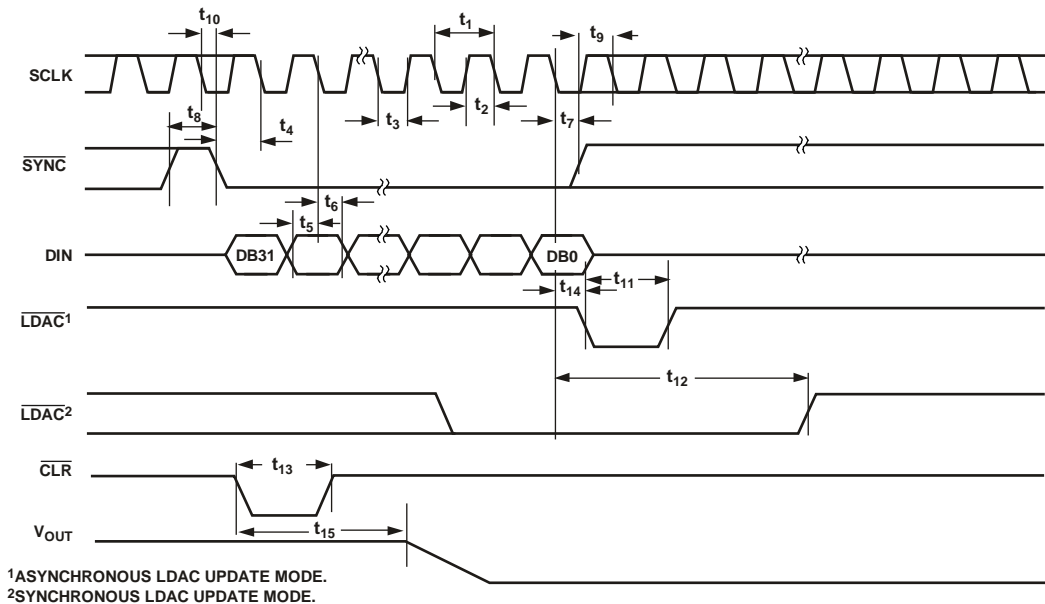 t10
t1
t9
SCLK
t8
t4
t3
t2
t7
SYNC
t6
t5
DIN
DB31
DB0
t14
t11
LDAC1
t12
LDAC2
t13
CLR
t15
VOUT
1ASYNCHRONOUS LDAC UPDATE MODE.
2SYNCHRONOUS LDAC UPDATE MODE.